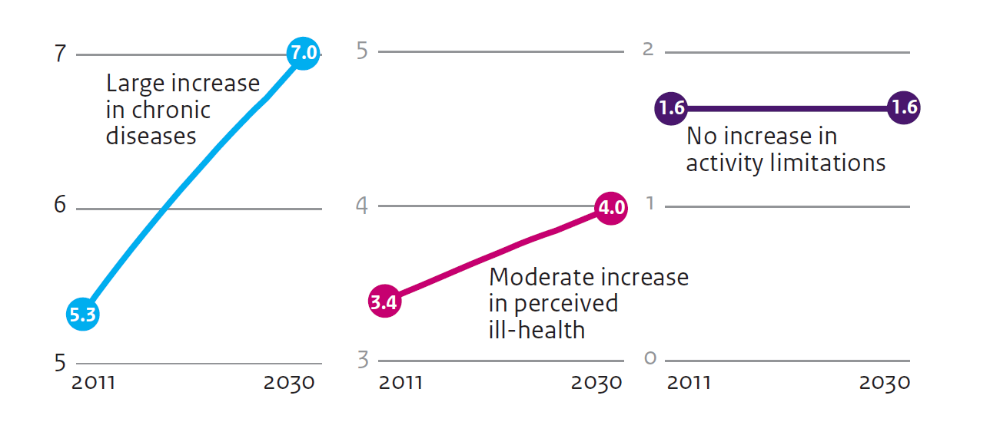 7
7.0
Large increase
in chronic
diseases
6
5.3
5
2011 2030
5
4
4.0
3.4
Moderate increase
in perceived
ill-health
3
2011 2030
2
1.6 1.6
No increase in
activity limitations
1
0
2011 2030